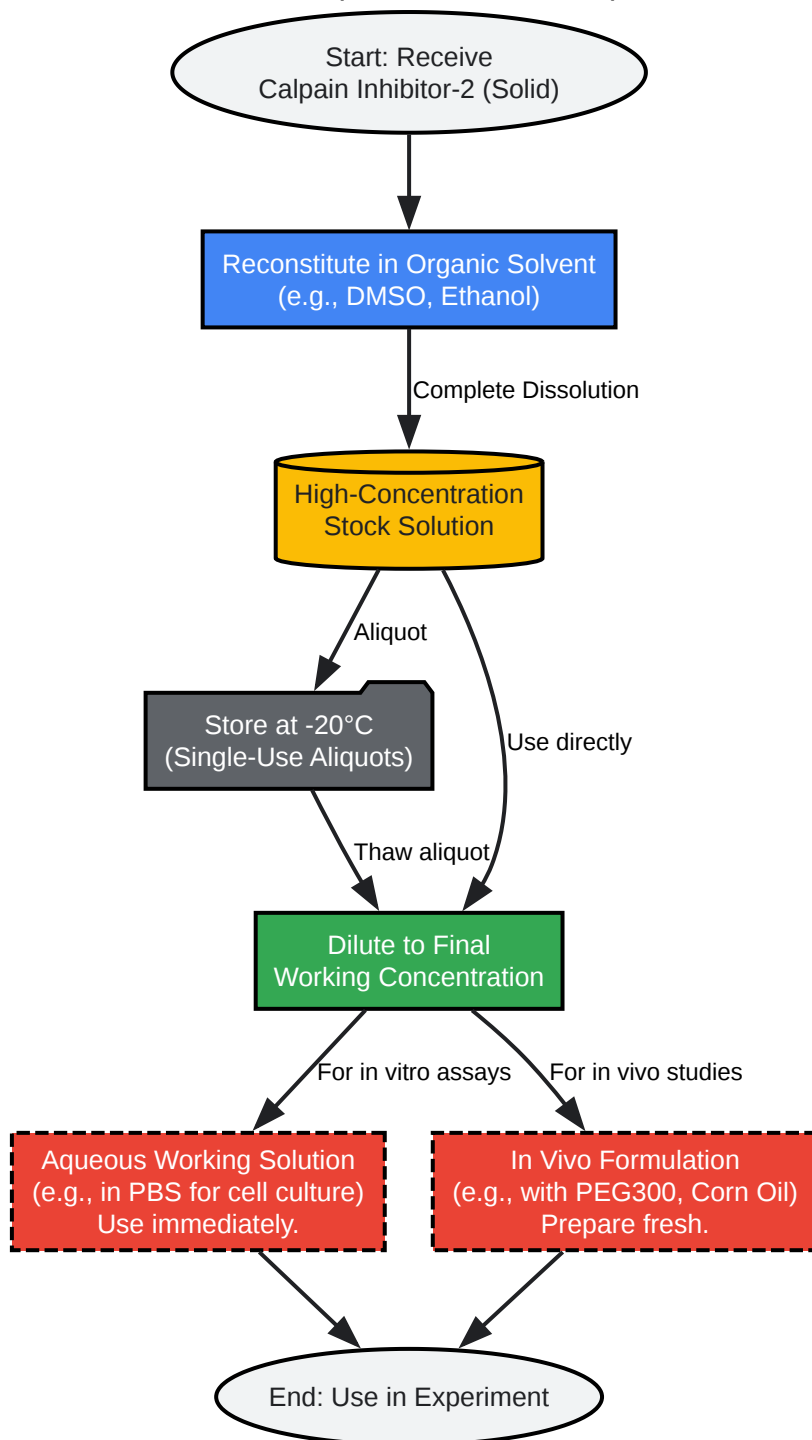 Start: Receive
Calpain Inhibitor-2 (Solid)
Reconstitute in Organic Solvent
(e.g., DMSO, Ethanol)
Complete Dissolution
High-Concentration
Stock Solution
Aliquot
Store at -20°C
(Single-Use Aliquots)
Use directly
Thaw aliquot
Dilute to Final
Working Concentration
For in vitro assays
For in vivo studies
Aqueous Working Solution
(e.g., in PBS for cell culture)
Use immediately.
In Vivo Formulation
(e.g., with PEG300, Corn Oil)
Prepare fresh.
End: Use in Experiment